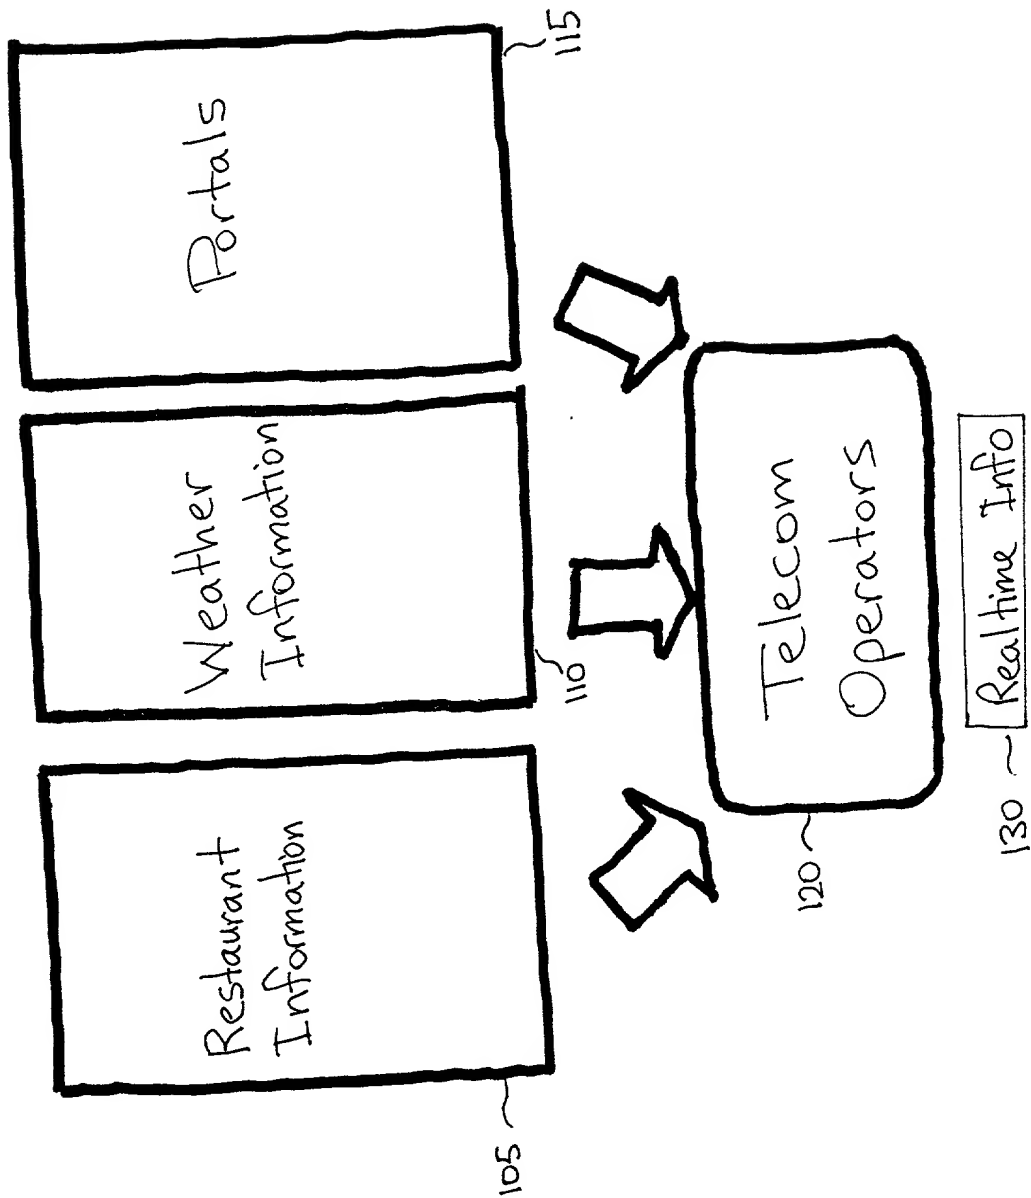 Restaurant
Information
105
Weather
Information
110
Portals
115
Telecom
Operators
120
130
Realtime Info